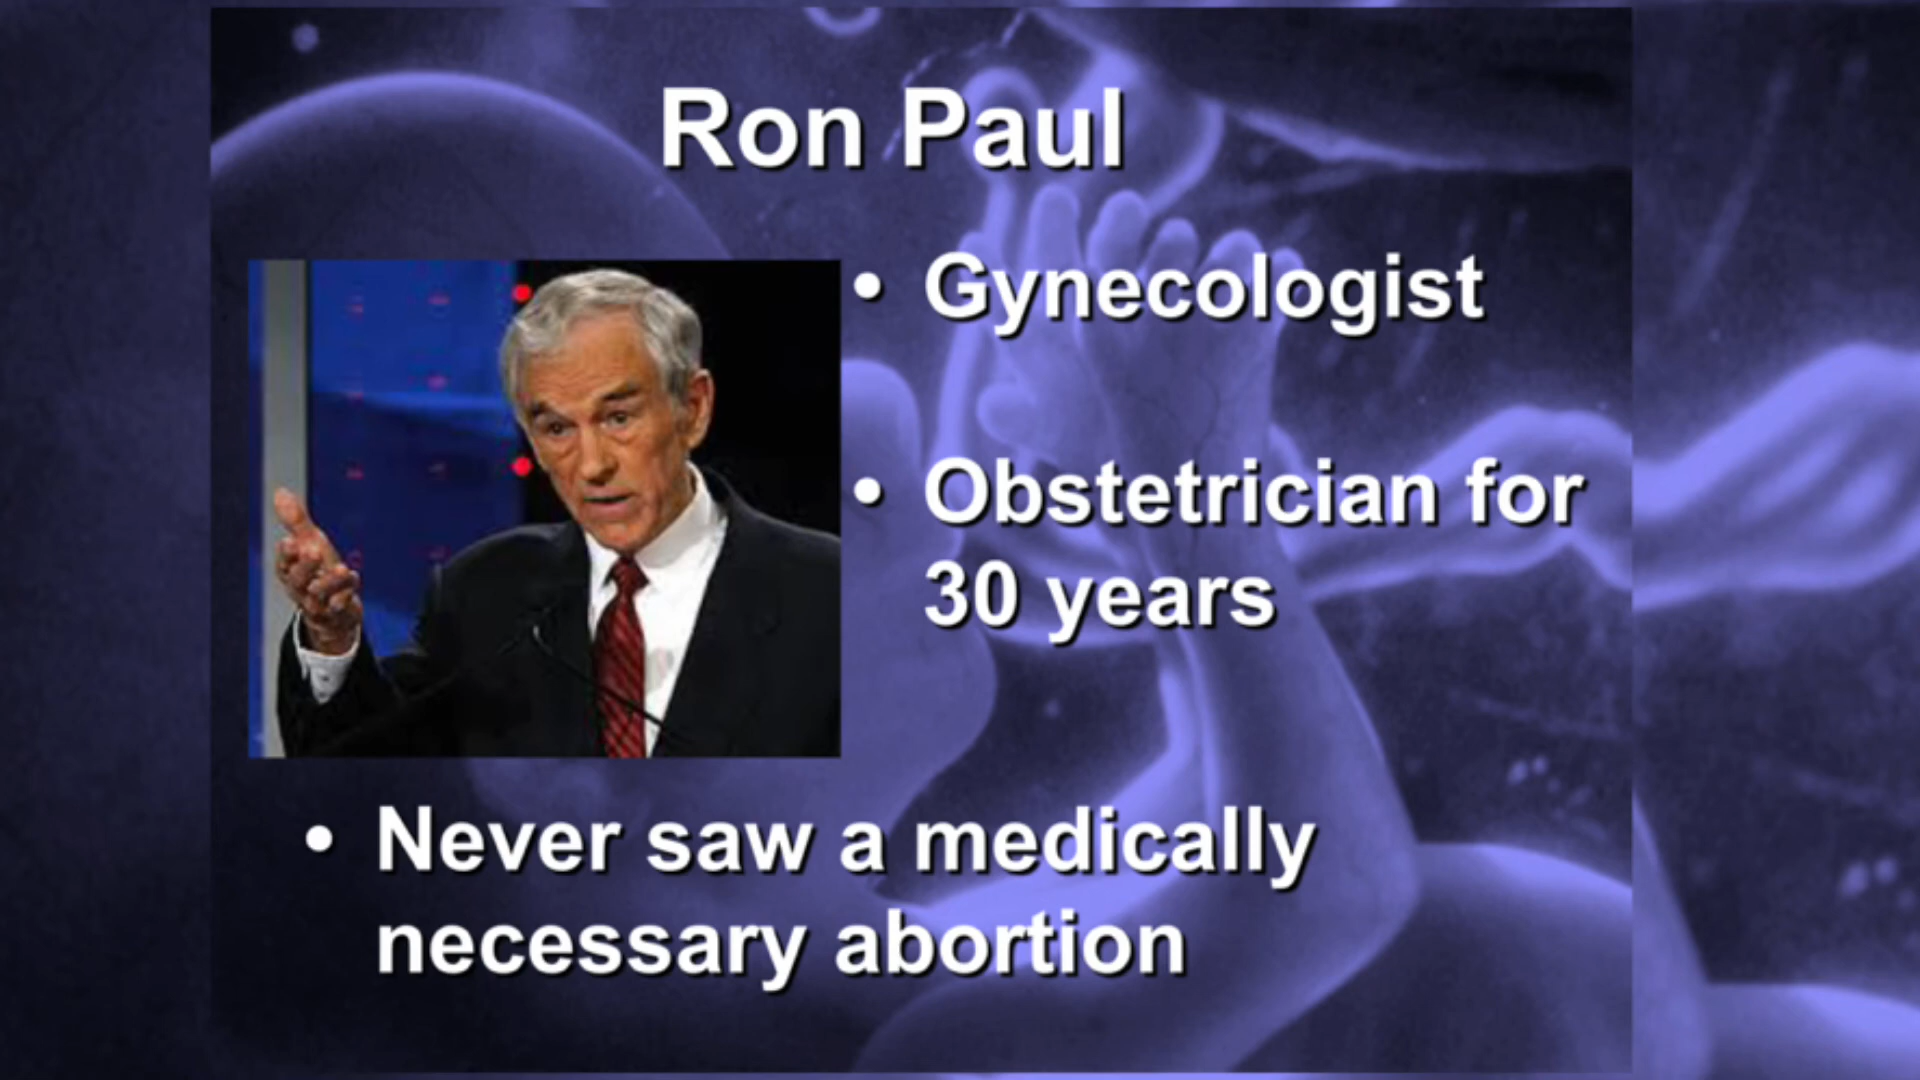 Ron Paul
• Gynecologist
• Obstetrician for
30 years
• Never saw a medically
necessary abortion